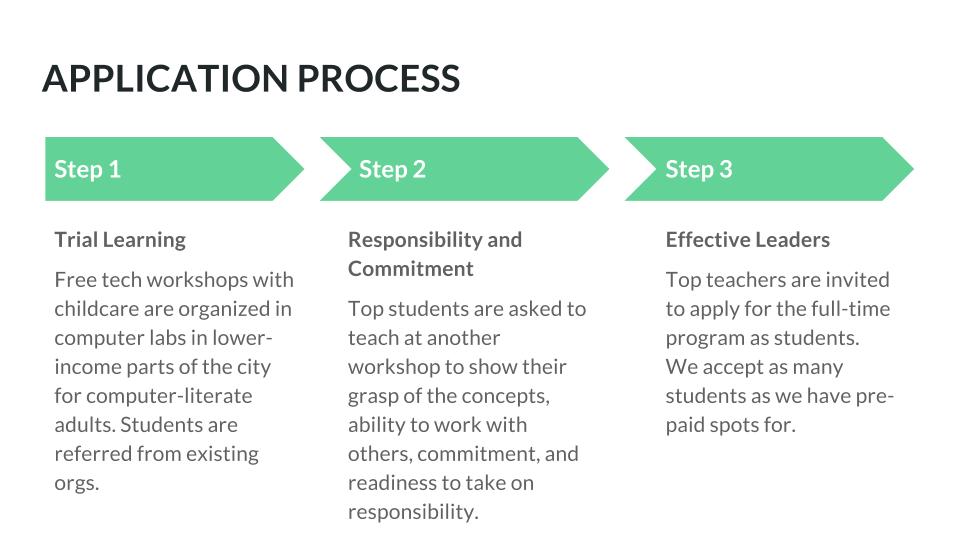 APPLICATION PROCESS
Step 1
Step 2
Step 3
Trial Learning
Free tech workshops with
childcare are organized in
computer labs in lower-
income parts of the city
for computer-literate
adults. Students are
referred from existing
orgs.
Responsibility and
Commitment
Top students are asked to
teach at another
workshop to show their
grasp of the concepts,
ability to work with
others, commitment, and
readiness to take on
responsibility.
Effective Leaders
Top teachers are invited
to apply for the full-time
program as students.
We accept as many
students as we have pre-
paid spots for.